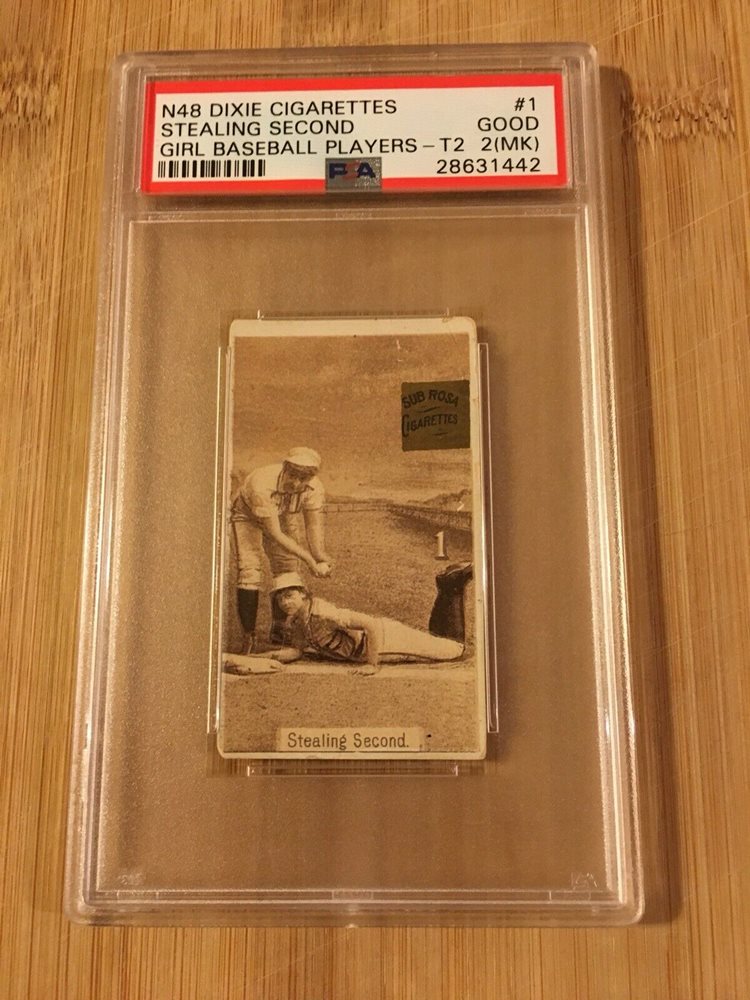 N48 DIXIE CIGARETTES #1
STEALING SECOND GOOD
GIRL BASEBALL PLAYERS – T2 2(MK)
PSA 28631442
SUB ROSA
CIGARETTES
1
Stealing Second.